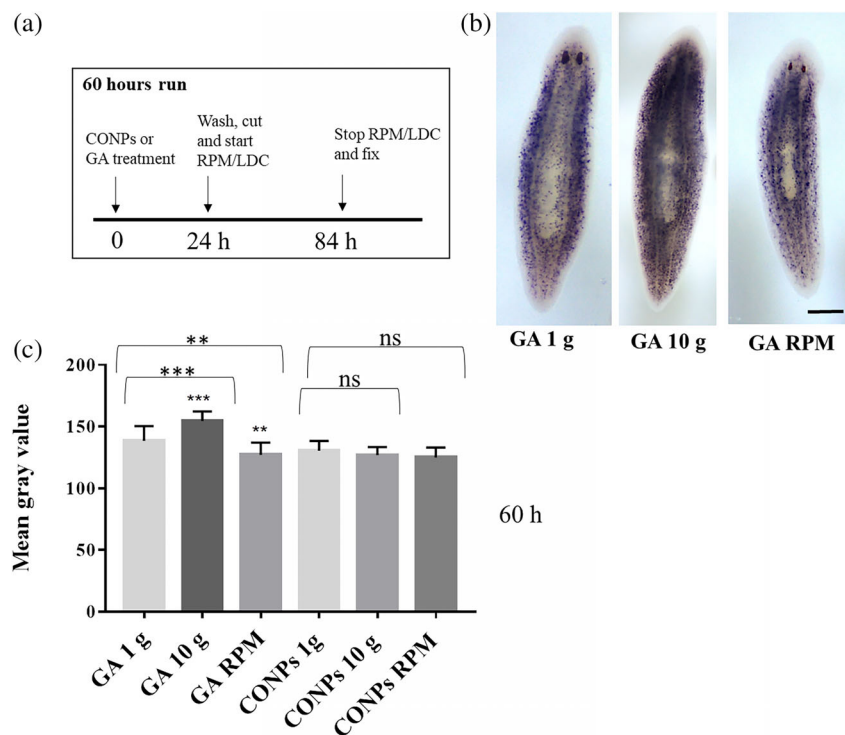 (a)
60 hours run
CONPs or
GA treatment
Wash, cut
and start
RPM/LDC
Stop RPM/LDC
and fix
0
24 h
84 h
(b)
GA 1 g
GA 10 g
GA RPM
(c)
Mean gray value
200
150
100
50
0
**
***
***
**
ns
ns
GA 1 g
GA 10 g
GA RPM
CONPs 1g
CONPs 10 g
CONPs RPM
60 h